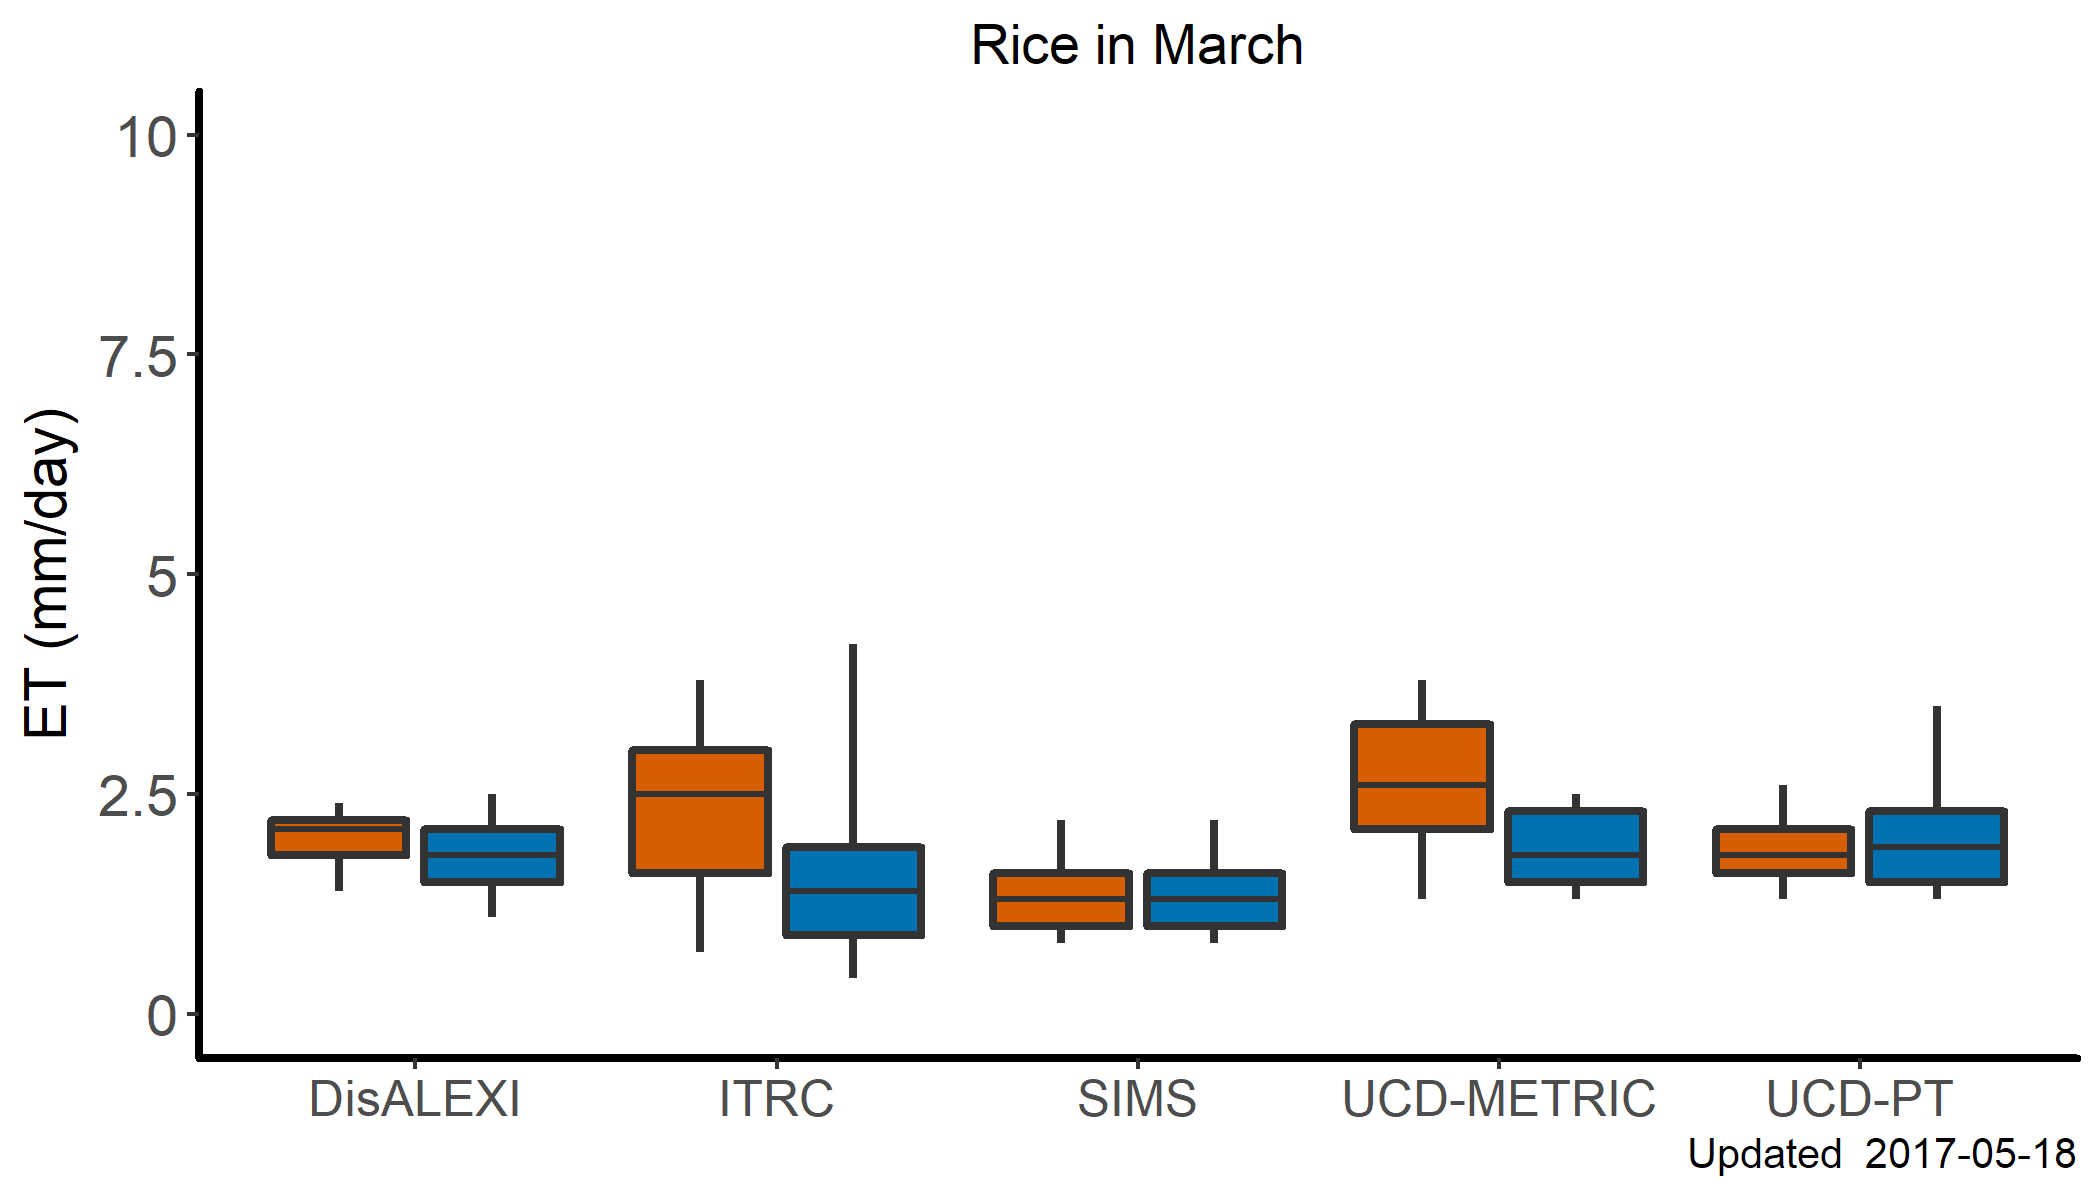 Rice in March
ET (mm/day)
10
7.5
5
2.5
0
DisALEXI ITRC SIMS UCD-METRIC UCD-PT
Updated 2017-05-18